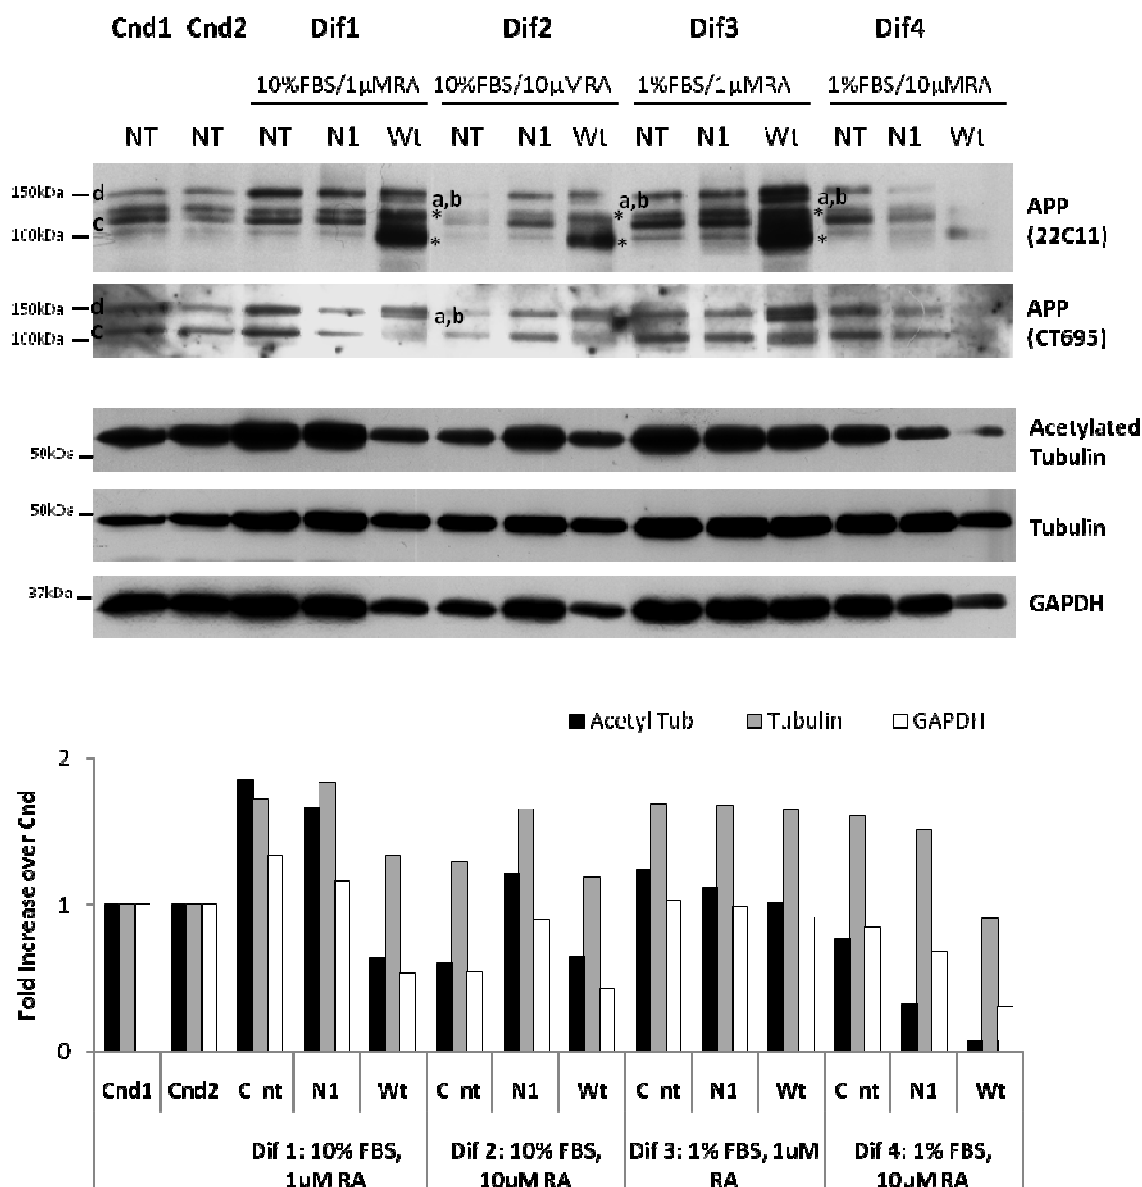 Cnd1 Cnd2 Dif1 Dif2 Dif3 Dif4
10%FBS/1µMRA 10%FBS/10µMRA 1%FBS/1µMRA 1%FBS/10µMRA
NT NT NT N1 Wt NT N1 Wt NT N1 Wt NT N1 Wt
150kDa d a,b a,b a,b
* * *
c
100kDa * * *
APP
(22C11)
150kDa d a,b
100kDa c
APP
(CT695)
50kDa
Acetylated
Tubulin
50kDa
Tubulin
37kDa
GAPDH
Acetyl Tub Tubulin GAPDH
Fold Increase over Cnd
2
1
0
Cnd1 Cnd2 C nt N1 Wt C nt N1 Wt C nt N1 Wt C nt N1 Wt
Dif 1: 10% FBS, Dif 2: 10% FBS, Dif 3: 1% FBS, 1uM Dif 4: 1% FBS,
1uM RA 10µM RA RA 10µM RA